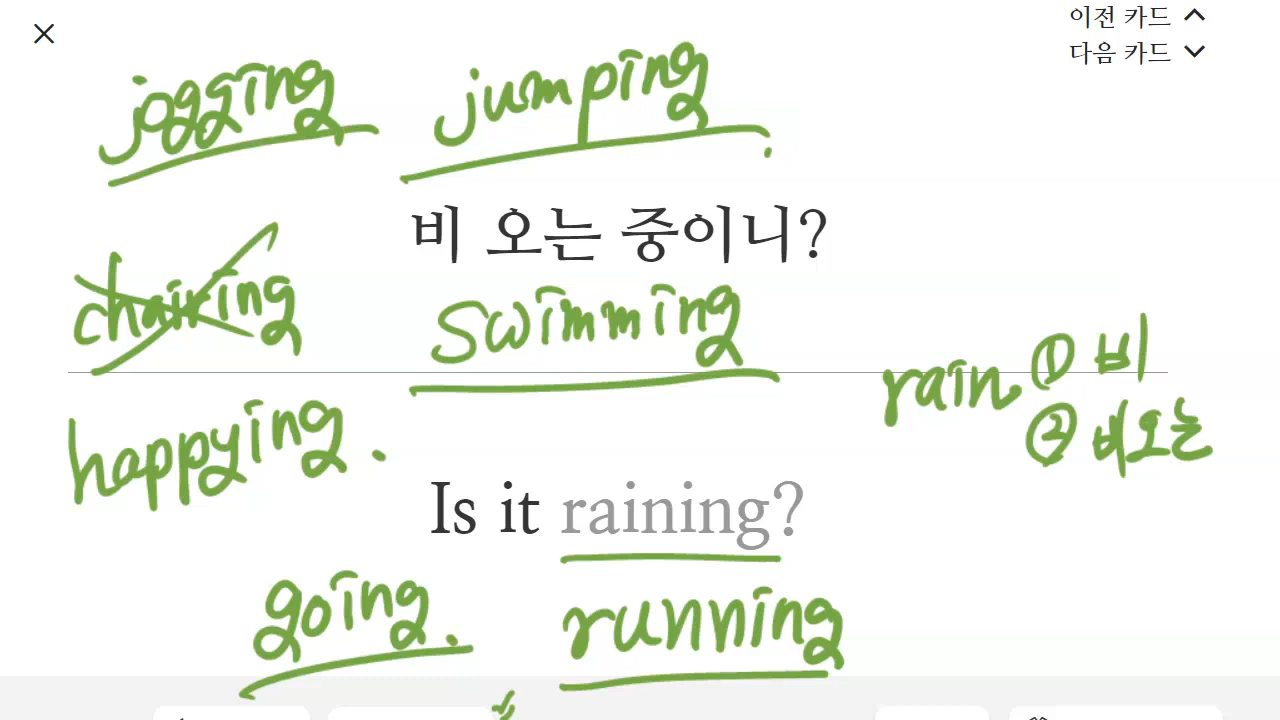 이전 카드
다음 카드
jogging jumping.
비 오는 중이니?
chairing swimming
rain ① 비
② 비오는
happying.
Is it raining?
going. running